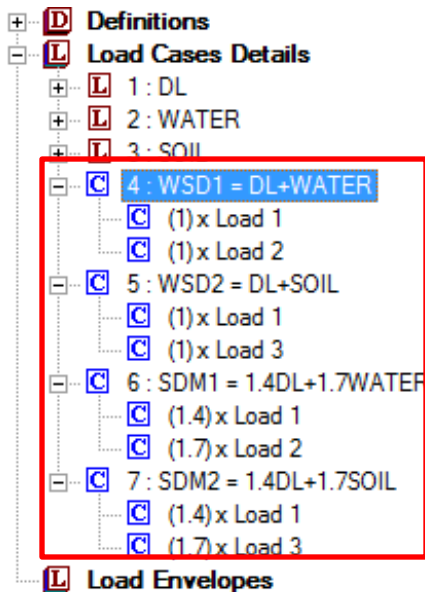 D Definitions
L Load Cases Details
L 1 : DL
L 2 : WATER
L 3 : SOIL
C 4 : WSD1 = DL+WATER
C (1) x Load 1
C (1) x Load 2
C 5 : WSD2 = DL+SOIL
C (1) x Load 1
C (1) x Load 3
C 6 : SDM1 = 1.4DL+1.7WATER
C (1.4) x Load 1
C (1.7) x Load 2
C 7 : SDM2 = 1.4DL+1.7SOIL
C (1.4) x Load 1
C (1.7) x Load 3
L Load Envelopes